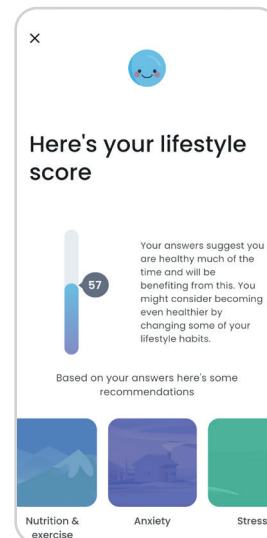 Here's your lifestyle
score
57
Your answers suggest you
are healthy much of the
time and will be
benefiting from this. You
might consider becoming
even healthier by
changing some of your
lifestyle habits.
Based on your answers here's some
recommendations
Nutrition &
exercise
Anxiety
Stress